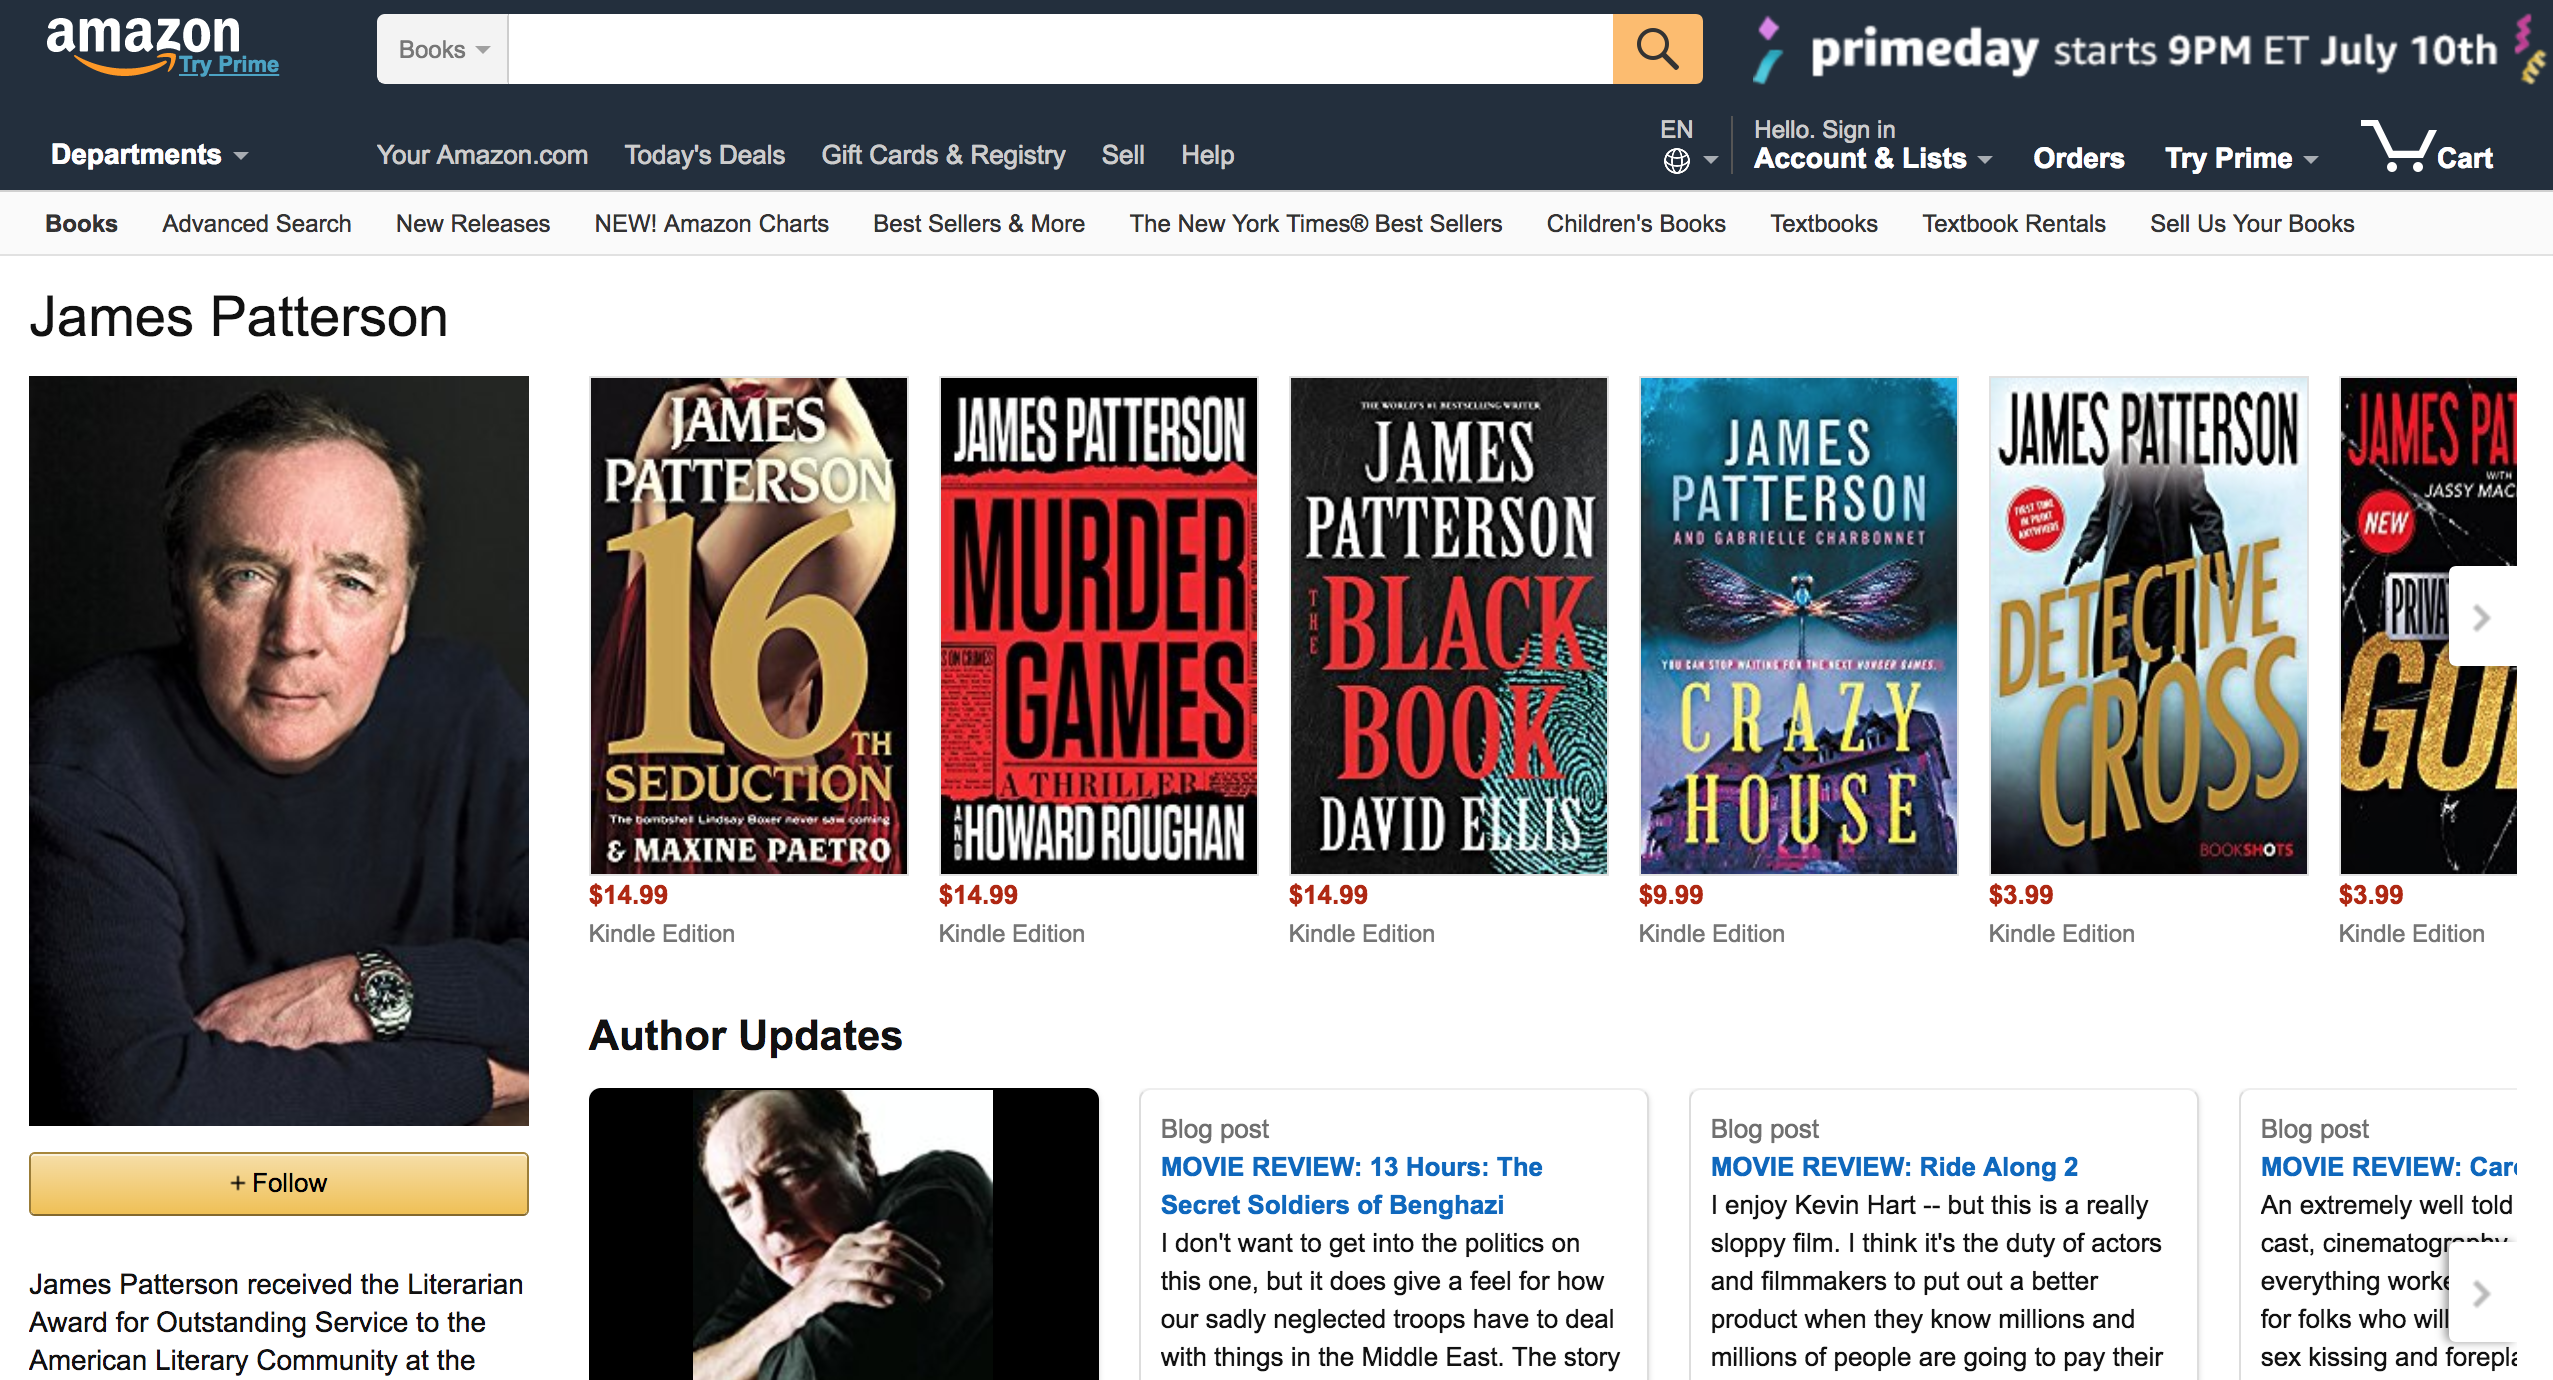 amazon
Try Prime
Books
primeday starts 9PM ET July 10th
Departments
Your Amazon.com Today's Deals Gift Cards & Registry Sell Help
EN
Hello. Sign in
Account & Lists
Orders
Try Prime
Cart
Books Advanced Search New Releases NEW! Amazon Charts Best Sellers & More The New York Times® Best Sellers Children's Books Textbooks Textbook Rentals Sell Us Your Books
James Patterson
JAMES
PATTERSON
16TH
SEDUCTION
The bombshell Lindsay Boxer never saw coming
& MAXINE PAETRO
$14.99
Kindle Edition
JAMES PATTERSON
MURDER
GAMES
A THRILLER
AND HOWARD ROUGHAN
$14.99
Kindle Edition
THE WORLD'S #1 BESTSELLING WRITER
JAMES
PATTERSON
THE
BLACK
BOOK
DAVID ELLIS
$14.99
Kindle Edition
JAMES
PATTERSON
AND GABRIELLE CHARBONNET
YOU CAN STOP WAITING FOR THE NEXT HUNGER GAMES.
CRAZY
HOUSE
$9.99
Kindle Edition
JAMES PATTERSON
FIRST TIME
IN PRINT
ANYWHERE
DETECTIVE
CROSS
BOOKSHOTS
$3.99
Kindle Edition
JAMES PAT
WITH
JASSY MAC
NEW
PRIVA
GOL
$3.99
Kindle Edition
+ Follow
James Patterson received the Literarian
Award for Outstanding Service to the
American Literary Community at the
Author Updates
Blog post
MOVIE REVIEW: 13 Hours: The
Secret Soldiers of Benghazi
I don't want to get into the politics on
this one, but it does give a feel for how
our sadly neglected troops have to deal
with things in the Middle East. The story
Blog post
MOVIE REVIEW: Ride Along 2
I enjoy Kevin Hart -- but this is a really
sloppy film. I think it's the duty of actors
and filmmakers to put out a better
product when they know millions and
millions of people are going to pay their
Blog post
MOVIE REVIEW: Car
An extremely well told
cast, cinematography
everything worke
for folks who will
sex kissing and forepla